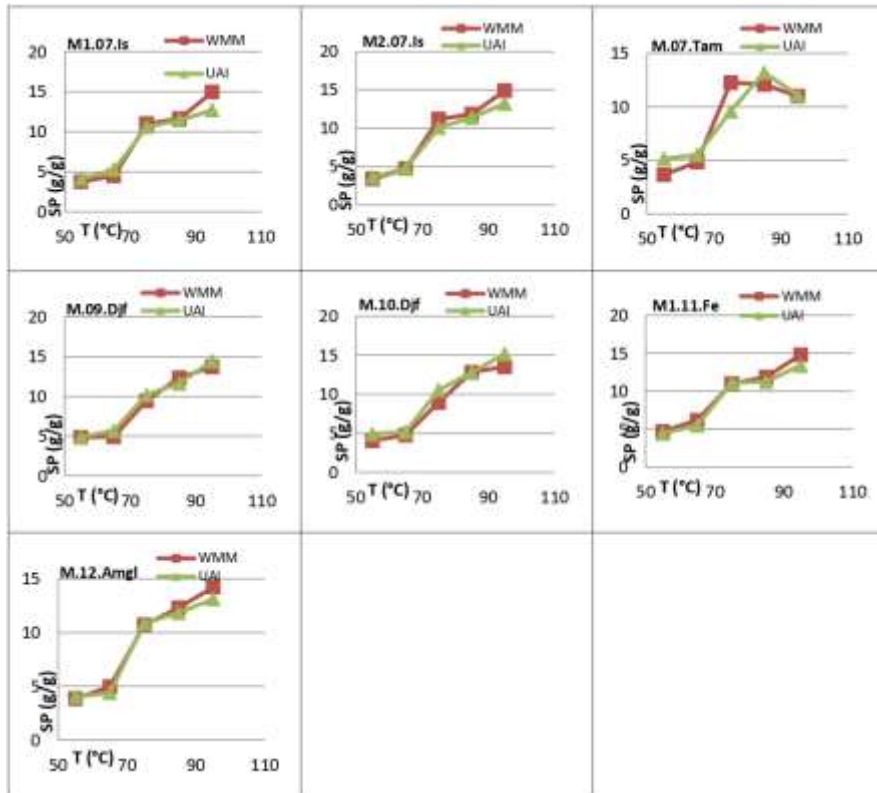 M1.07.Is
WMM
UAI
20
15
10
5
0
SP (g/g)
T (°C)
50 70 90 110
M2.07.Is
WMM
UAI
20
15
10
5
0
SP (g/g)
T (°C)
50 70 90 110
M.07.Tam
WMM
UAI
15
10
5
0
SP (g/g)
T (°C)
50 70 90 110
M.09.Djf
WMM
UAI
20
15
10
5
0
SP (g/g)
T (°C)
50 70 90 110
M.10.Djf
WMM
UAI
20
15
10
5
0
SP (g/g)
T (°C)
50 70 90 110
M1.11.Fe
WMM
UAI
20
15
10
5
0
SP (g/g)
T (°C)
50 70 90 110
M.12.Amgl
WMM
UAI
15
10
5
0
SP (g/g)
T (°C)
50 70 90 110